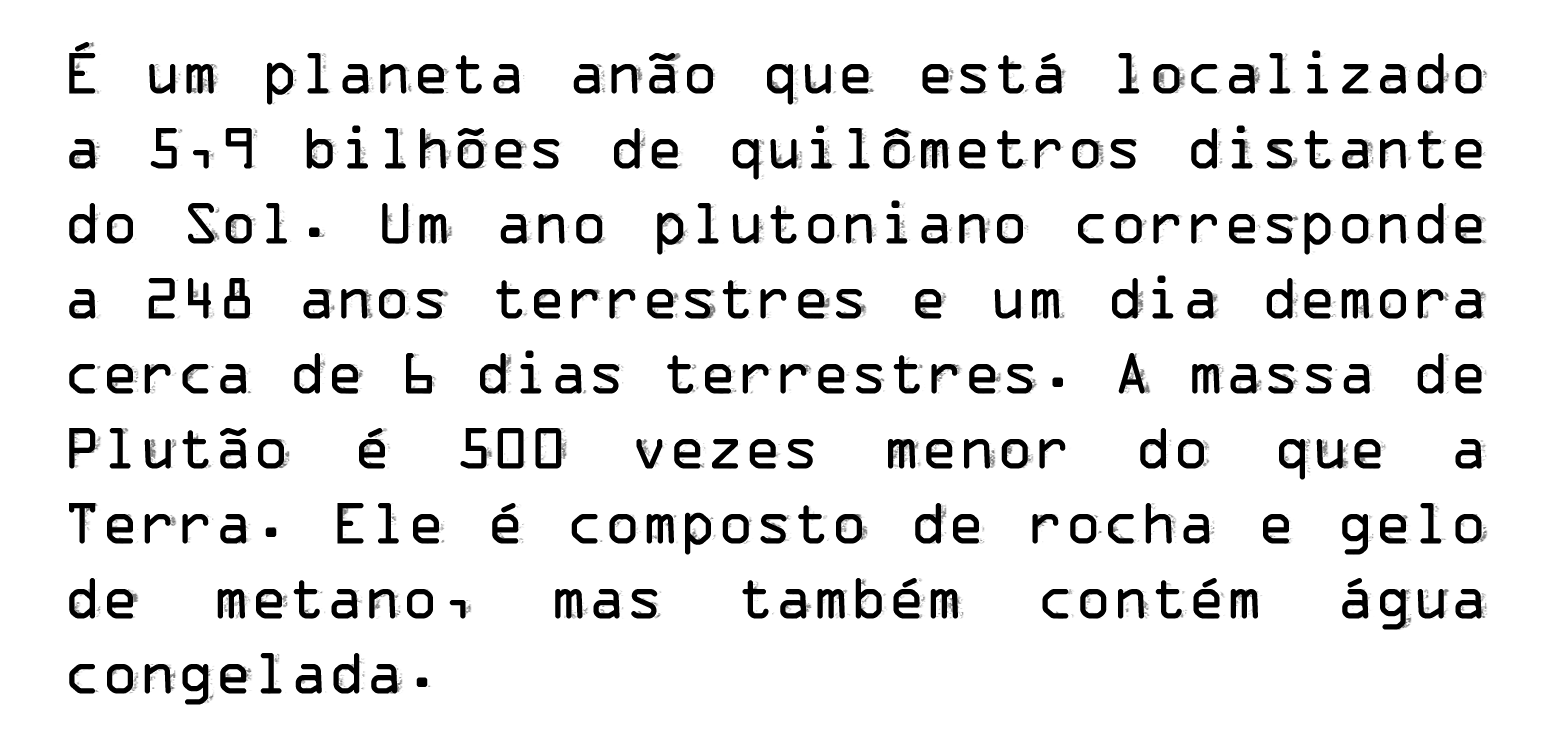 É um planeta anão que está localizado
a 5,9 bilhões de quilômetros distante
do Sol. Um ano plutoniano corresponde
a 248 anos terrestres e um dia demora
cerca de 6 dias terrestres. A massa de
Plutão é 500 vezes menor do que a
Terra. Ele é composto de rocha e gelo
de metano, mas também contém água
congelada.